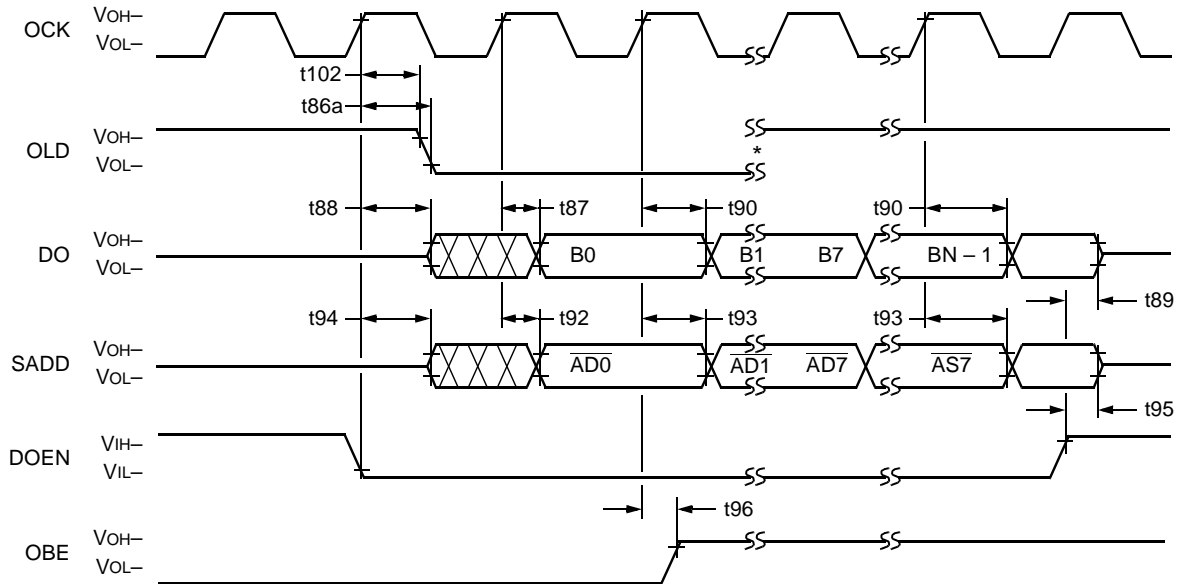 OCK
VOH–
VOL–
t102
t86a
OLD
VOH–
VOL–
*
t88
t87
t90
t90
DO
VOH–
VOL–
B0
B1
B7
BN – 1
t89
t94
t92
t93
t93
SADD
VOH–
VOL–
AD0
AD1
AD7
AS7
t95
DOEN
VIH–
VIL–
t96
OBE
VOH–
VOL–